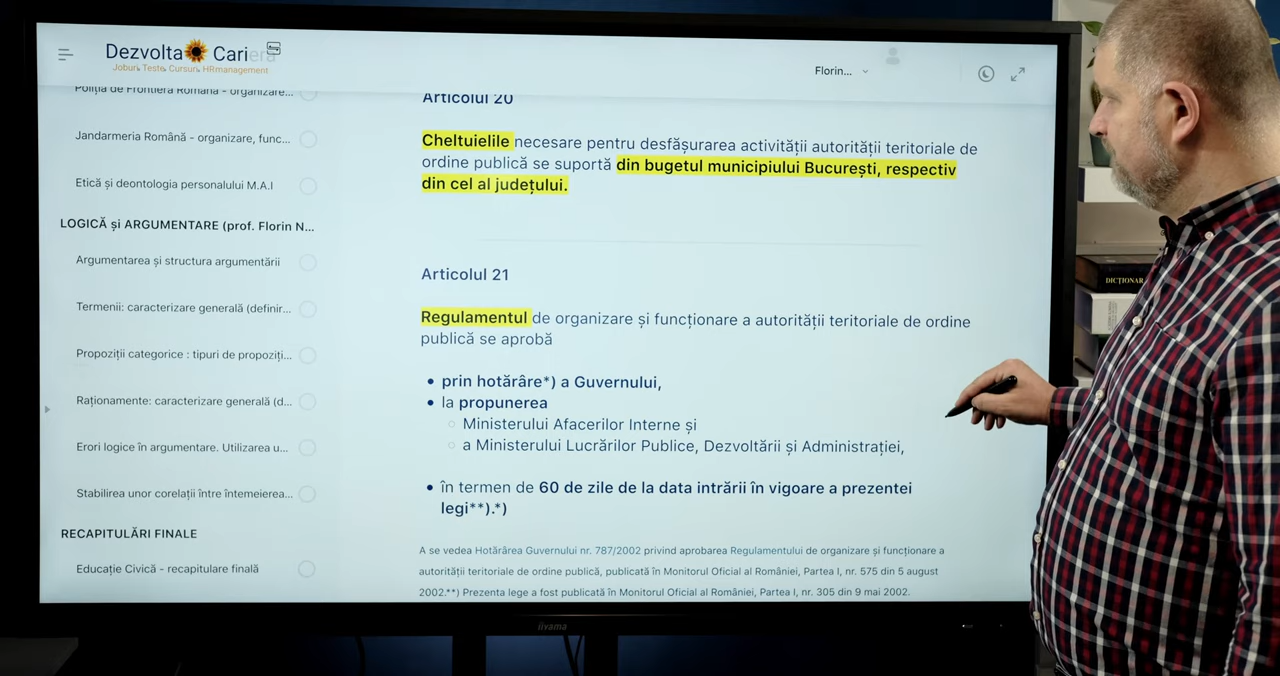 Dezvolta Cariera
Joburi, Teste, Cursuri, HRmanagement
Florin...
Poliția de Frontieră Română - organizare...
Jandarmeria Română - organizare, func...
Etică și deontologia personalului M.A.I
LOGICĂ și ARGUMENTARE (prof. Florin N...
Argumentarea și structura argumentării
Termenii: caracterizare generală (definir...
Propoziții categorice : tipuri de propoziți...
Raționamente: caracterizare generală (d...
Erori logice în argumentare. Utilizarea u...
Stabilirea unor corelații între întemeierea...
RECAPITULĂRI FINALE
Educație Civică - recapitulare finală
Articolul 20
Cheltuielile necesare pentru desfășurarea activității autorității teritoriale de
ordine publică se suportă din bugetul municipiului București, respectiv
din cel al județului.
Articolul 21
Regulamentul de organizare și funcționare a autorității teritoriale de ordine
publică se aprobă
• prin hotărâre*) a Guvernului,
• la propunerea
Ministerului Afacerilor Interne și
a Ministerului Lucrărilor Publice, Dezvoltării și Administrației,
• în termen de 60 de zile de la data intrării în vigoare a prezentei
legi**).*)
A se vedea Hotărârea Guvernului nr. 787/2002 privind aprobarea Regulamentului de organizare și funcționare a
autorității teritoriale de ordine publică, publicată în Monitorul Oficial al României, Partea I, nr. 575 din 5 august
2002.**) Prezenta lege a fost publicată în Monitorul Oficial al României, Partea I, nr. 305 din 9 mai 2002.
iiyama
DICȚIONAR